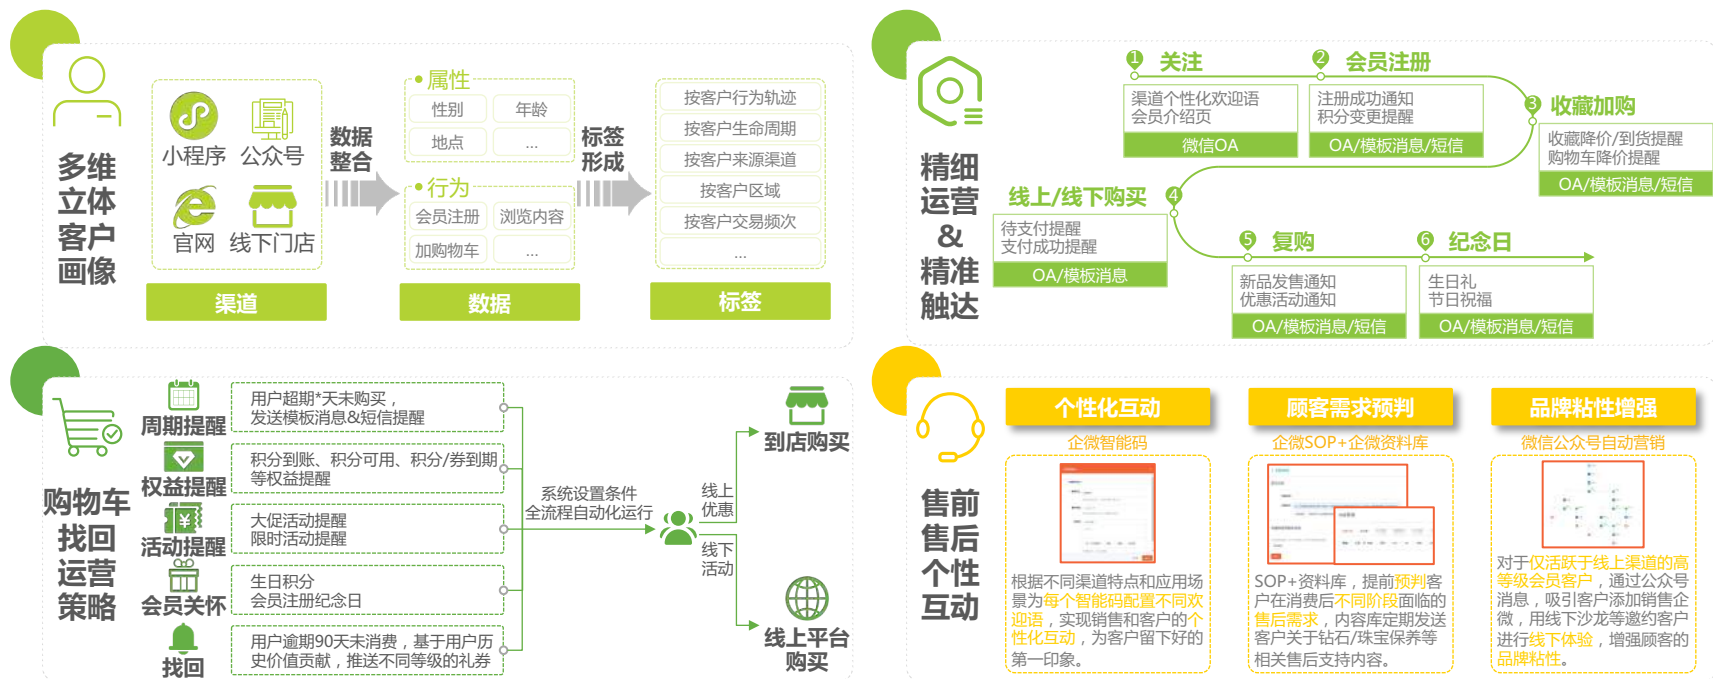 多维
立体
客户
画像
小程序
公众号
官网
线下门店
渠道
数据
整合
属性
性别
年龄
地点
...
行为
会员注册
浏览内容
加购物车
...
数据
标签
形成
按客户行为轨迹
按客户生命周期
按客户来源渠道
按客户区域
按客户交易频次
...
标签
精细
运营
&
精准
触达
1 关注
渠道个性化欢迎语
会员介绍页
微信OA
2 会员注册
注册成功通知
积分变更提醒
OA/模板消息/短信
3 收藏加购
收藏降价/到货提醒
购物车降价提醒
OA/模板消息/短信
线上/线下购买 4
待支付提醒
支付成功提醒
OA/模板消息
5 复购
新品发售通知
优惠活动通知
OA/模板消息/短信
6 纪念日
生日礼
节日祝福
OA/模板消息/短信
购物车
找回
运营
策略
周期提醒
用户超期*天未购买，
发送模板消息&短信提醒
权益提醒
积分到账、积分可用、积分/券到期
等权益提醒
活动提醒
大促活动提醒
限时活动提醒
会员关怀
生日积分
会员注册纪念日
找回
用户逾期90天未消费，基于用户历
史价值贡献，推送不同等级的礼券
系统设置条件
全流程自动化运行
线上
优惠
线下
活动
到店购买
线上平台
购买
售前
售后
个性
互动
个性化互动
企微智能码
根据不同渠道特点和应用场
景为每个智能码配置不同欢
迎语，实现销售和客户的个
性化互动，为客户留下好的
第一印象。
顾客需求预判
企微SOP+企微资料库
SOP+资料库，提前预判客
户在消费后不同阶段面临的
售后需求，内容库定期发送
客户关于钻石/珠宝保养等
相关售后支持内容。
品牌粘性增强
微信公众号自动营销
对于仅活跃于线上渠道的高
等级会员客户，通过公众号
消息，吸引客户添加销售企
微，用线下沙龙等邀约客户
进行线下体验，增强顾客的
品牌粘性。